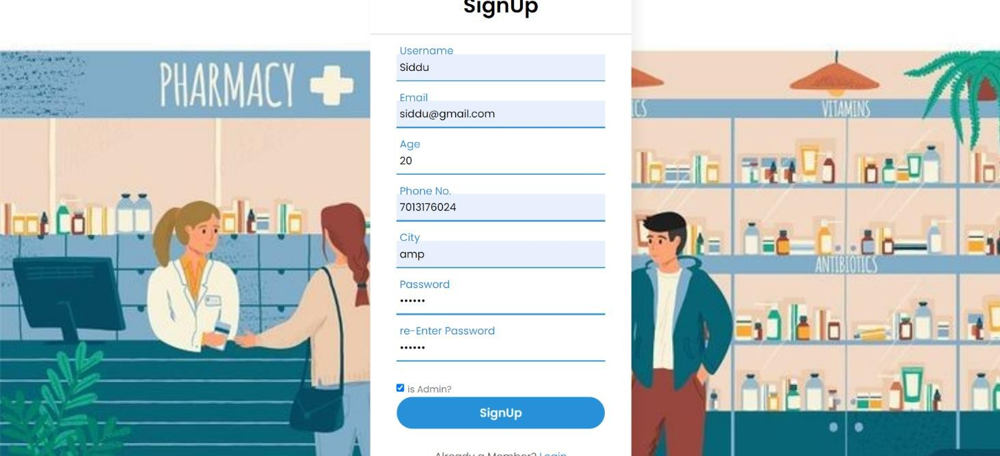 SignUp
PHARMACY
Username
Siddu
Email
siddu@gmail.com
Age
20
Phone No.
7013176024
City
amp
Password
••••••
re-Enter Password
••••••
is Admin?
SignUp
Already a Member? Login
VITAMINS
ANTIBIOTICS